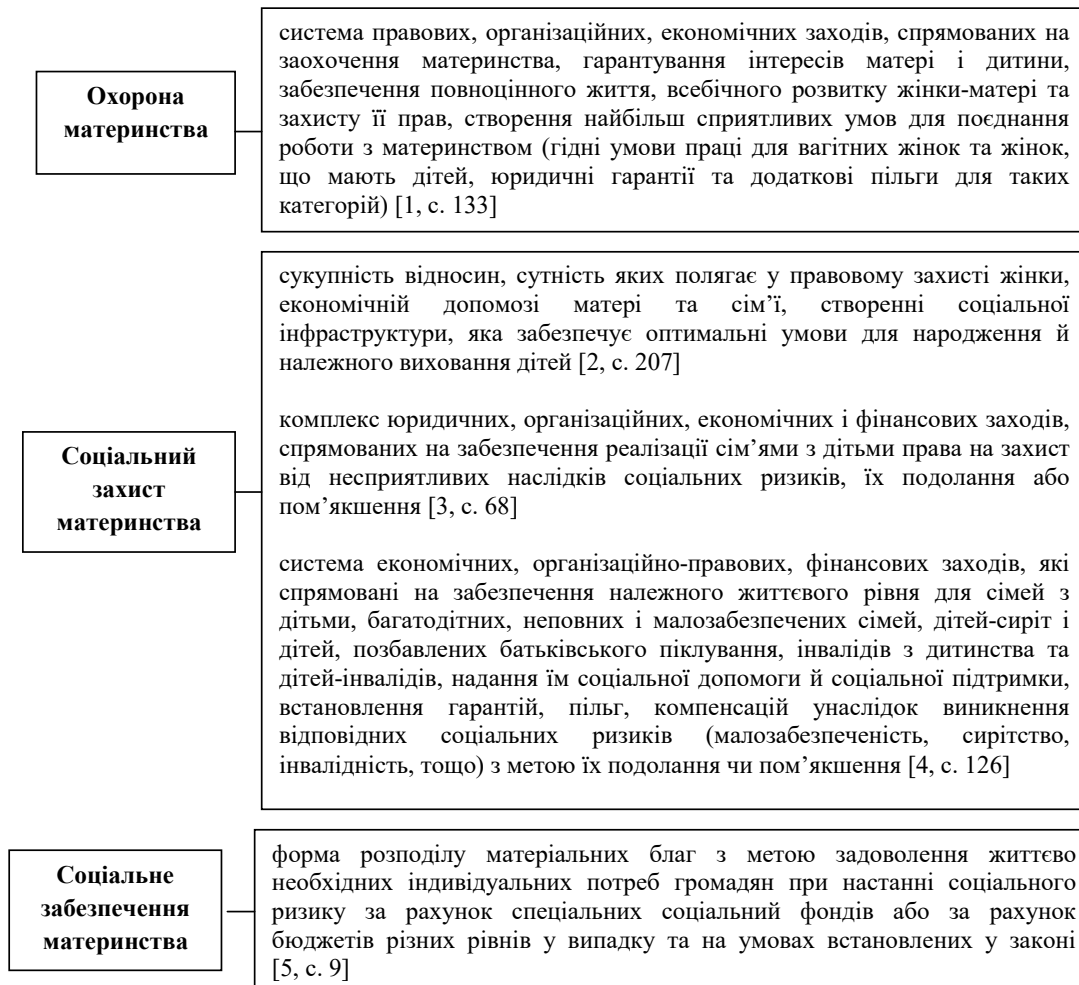 Охорона
материнства
система правових, організаційних, економічних заходів, спрямованих на
заохочення материнства, гарантування інтересів матері і дитини,
забезпечення повноцінного життя, всебічного розвитку жінки-матері та
захисту її прав, створення найбільш сприятливих умов для поєднання
роботи з материнством (гідні умови праці для вагітних жінок та жінок,
що мають дітей, юридичні гарантії та додаткові пільги для таких
категорій) [1, с. 133]
Соціальний
захист
материнства
сукупність відносин, сутність яких полягає у правовому захисті жінки,
економічній допомозі матері та сім’ї, створенні соціальної
інфраструктури, яка забезпечує оптимальні умови для народження й
належного виховання дітей [2, с. 207]
комплекс юридичних, організаційних, економічних і фінансових заходів,
спрямованих на забезпечення реалізації сім’ями з дітьми права на захист
від несприятливих наслідків соціальних ризиків, їх подолання або
пом’якшення [3, с. 68]
система економічних, організаційно-правових, фінансових заходів, які
спрямовані на забезпечення належного життєвого рівня для сімей з
дітьми, багатодітних, неповних і малозабезпечених сімей, дітей-сиріт і
дітей, позбавлених батьківського піклування, інвалідів з дитинства та
дітей-інвалідів, надання їм соціальної допомоги й соціальної підтримки,
встановлення гарантій, пільг, компенсацій унаслідок виникнення
відповідних соціальних ризиків (малозабезпеченість, сирітство,
інвалідність, тощо) з метою їх подолання чи пом’якшення [4, с. 126]
Соціальне
забезпечення
материнства
форма розподілу матеріальних благ з метою задоволення життєво
необхідних індивідуальних потреб громадян при настанні соціального
ризику за рахунок спеціальних соціальний фондів або за рахунок
бюджетів різних рівнів у випадку та на умовах встановлених у законі
[5, с. 9]